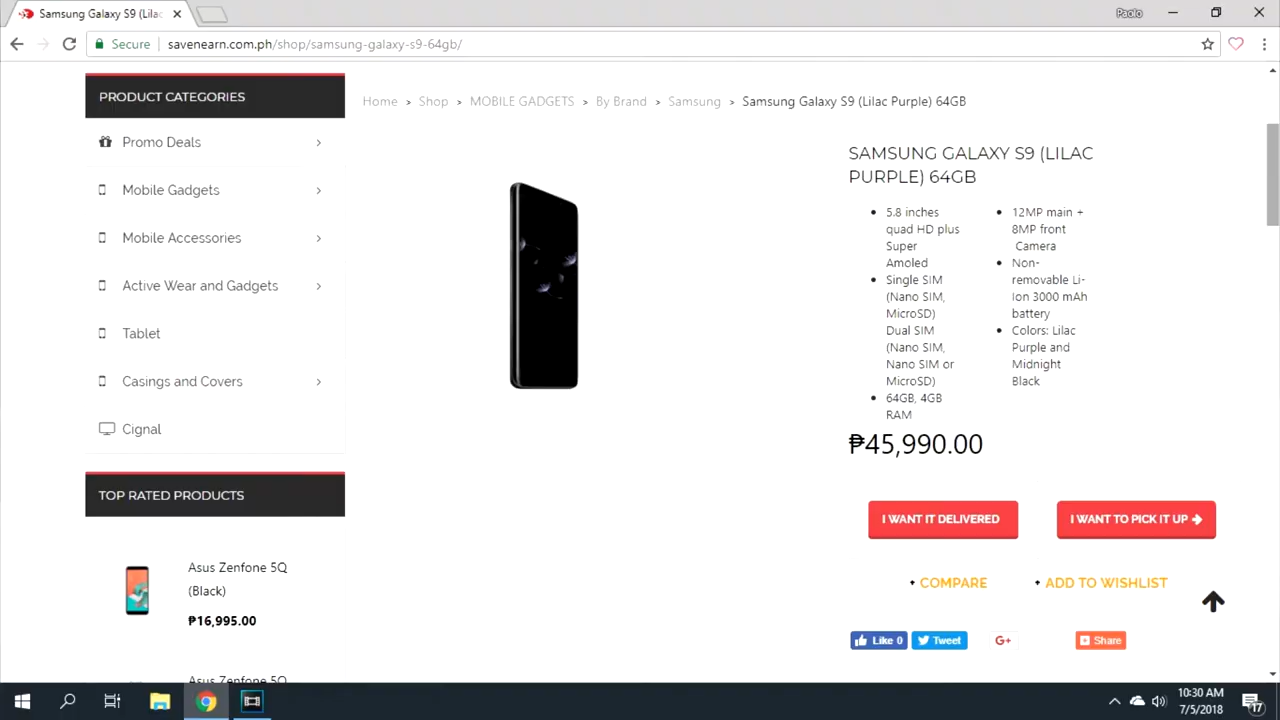 Samsung Galaxy S9 (Lilac
Paolo
Secure
savenearn.com.ph/shop/samsung-galaxy-s9-64gb/
PRODUCT CATEGORIES
Promo Deals
Mobile Gadgets
Mobile Accessories
Active Wear and Gadgets
Tablet
Casings and Covers
Cignal
TOP RATED PRODUCTS
Asus Zenfone 5Q
(Black)
₱16,995.00
Asus Zenfone 5Q
Home > Shop > MOBILE GADGETS > By Brand > Samsung > Samsung Galaxy S9 (Lilac Purple) 64GB
SAMSUNG GALAXY S9 (LILAC
PURPLE) 64GB
• 5.8 inches
quad HD plus
Super
Amoled
• Single SIM
(Nano SIM,
MicroSD)
Dual SIM
(Nano SIM,
Nano SIM or
MicroSD)
• 64GB, 4GB
RAM
• 12MP main +
8MP front
Camera
• Non-
removable Li-
Ion 3000 mAh
battery
• Colors: Lilac
Purple and
Midnight
Black
₱45,990.00
I WANT IT DELIVERED
I WANT TO PICK IT UP
COMPARE
ADD TO WISHLIST
Like 0
Tweet
G+
Share
10:30 AM
7/5/2018
17